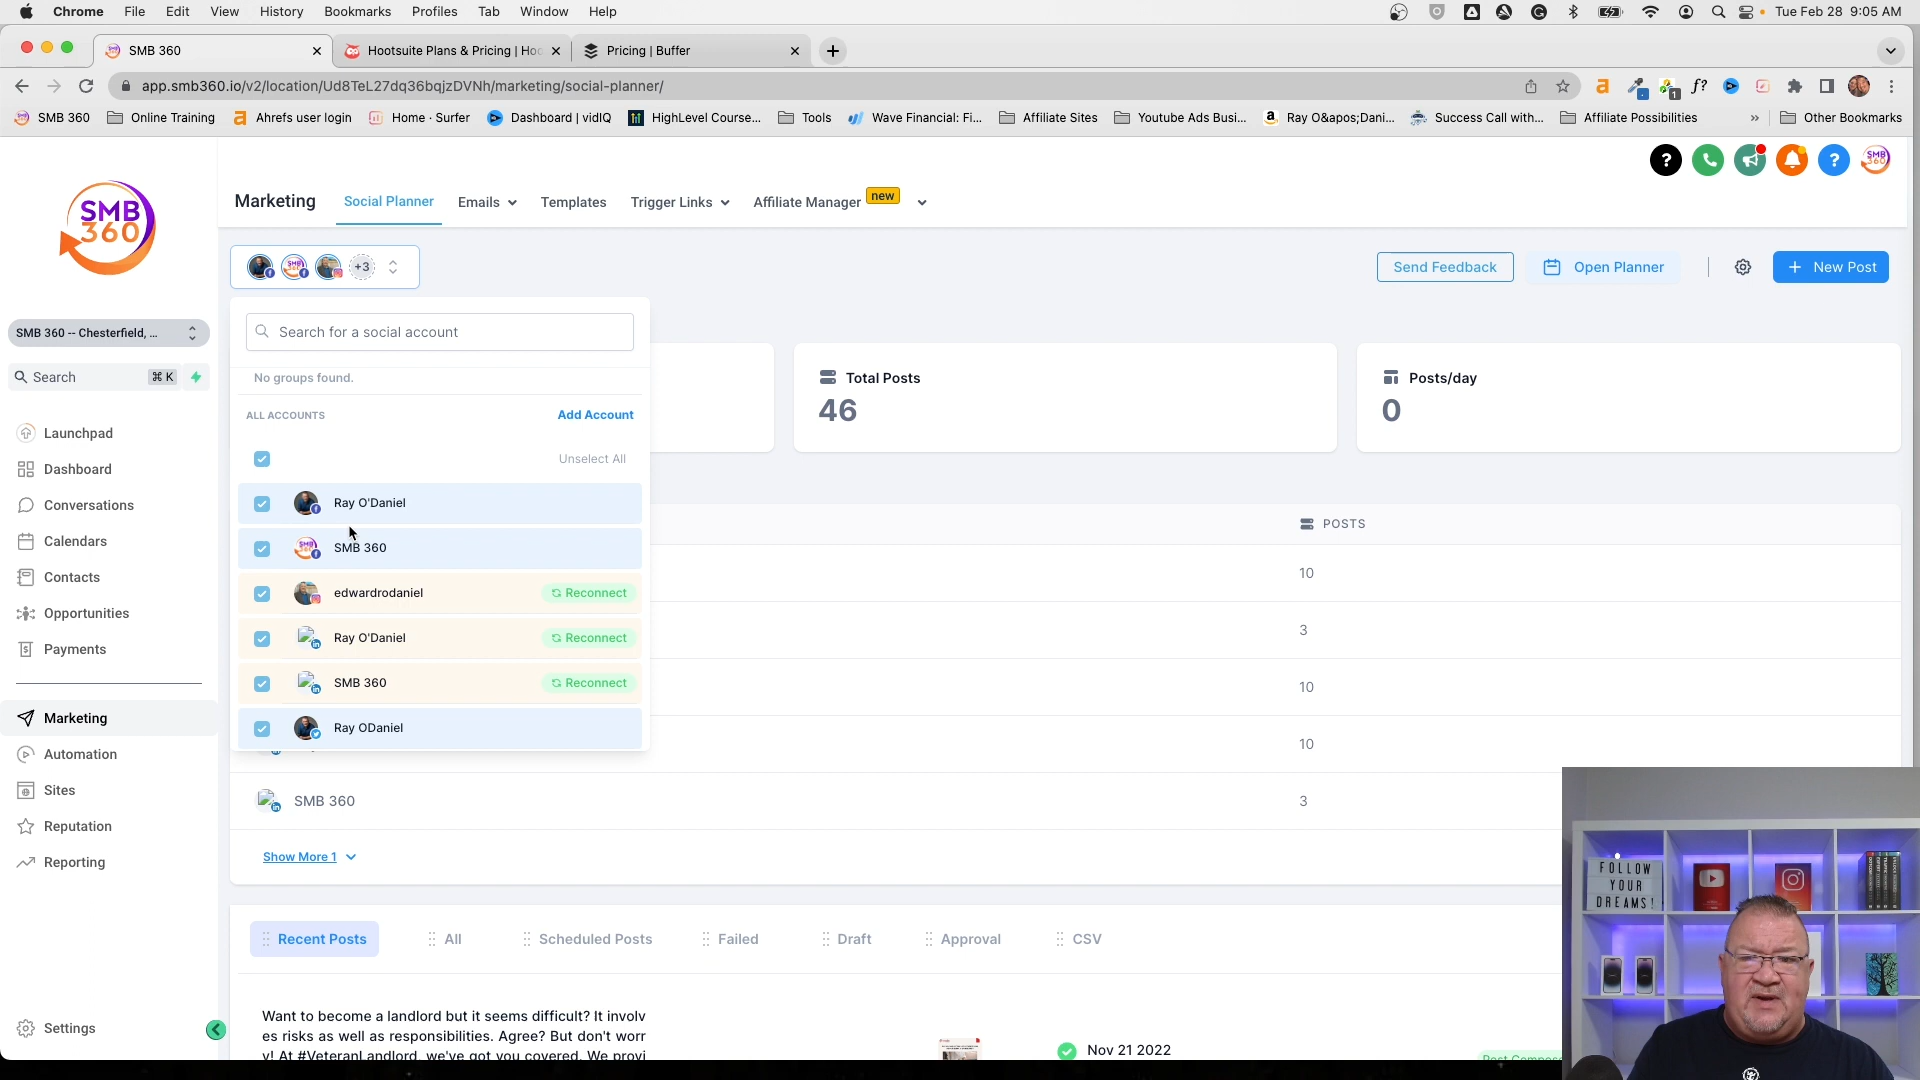 Chrome File Edit View History Bookmarks Profiles Tab Window Help
Tue Feb 28 9:05 AM
SMB 360
Hootsuite Plans & Pricing | Hoo
Pricing | Buffer
app.smb360.io/v2/location/Ud8TeL27dq36bqjzDVNh/marketing/social-planner/
SMB 360 Online Training Ahrefs user login Home · Surfer Dashboard | vidIQ HighLevel Course... Tools Wave Financial: Fi... Affiliate Sites Youtube Ads Busi... Ray O&apos;Dani... Success Call with... Affiliate Possibilities » Other Bookmarks
SMB
360
SMB 360 -- Chesterfield, ...
Search ⌘ K
Launchpad
Dashboard
Conversations
Calendars
Contacts
Opportunities
Payments
Marketing
Automation
Sites
Reputation
Reporting
Settings
Marketing Social Planner Emails Templates Trigger Links Affiliate Manager new
+3
Send Feedback
Open Planner
+ New Post
Search for a social account
No groups found.
ALL ACCOUNTS Add Account
Unselect All
Ray O'Daniel
SMB 360
edwardrodaniel Reconnect
Ray O'Daniel Reconnect
SMB 360 Reconnect
Ray ODaniel
Total Posts
46
Posts/day
0
POSTS
10
3
10
10
SMB 360 3
Show More 1
Recent Posts All Scheduled Posts Failed Draft Approval CSV
Want to become a landlord but it seems difficult? It involv
es risks as well as responsibilities. Agree? But don't worr
y! At #VeteranLandlord, we've got you covered. We provi
Nov 21 2022
FOLLOW
YOUR
DREAMS!